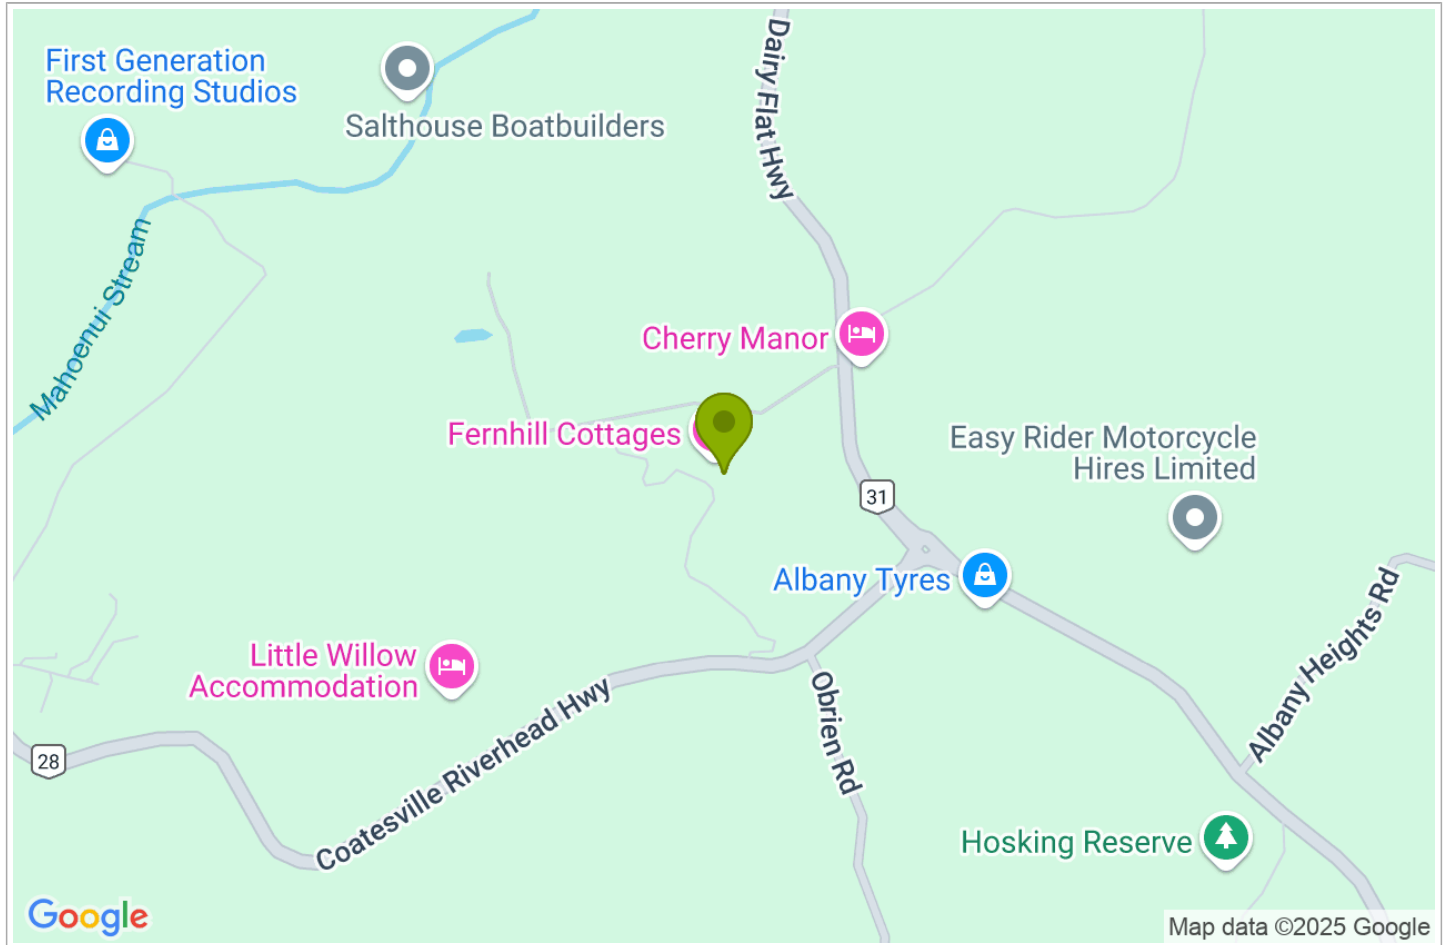 First Generation
Recording Studios
Salthouse Boatbuilders
Dairy Flat Hwy
Mahoenui Stream
Cherry Manor
Fernhill Cottages
Easy Rider Motorcycle
Hires Limited
31
Albany Tyres
Little Willow
Accommodation
Albany Heights Rd
Obrien Rd
28
Coatesville Riverhead Hwy
Hosking Reserve
Google
Map data ©2025 Google